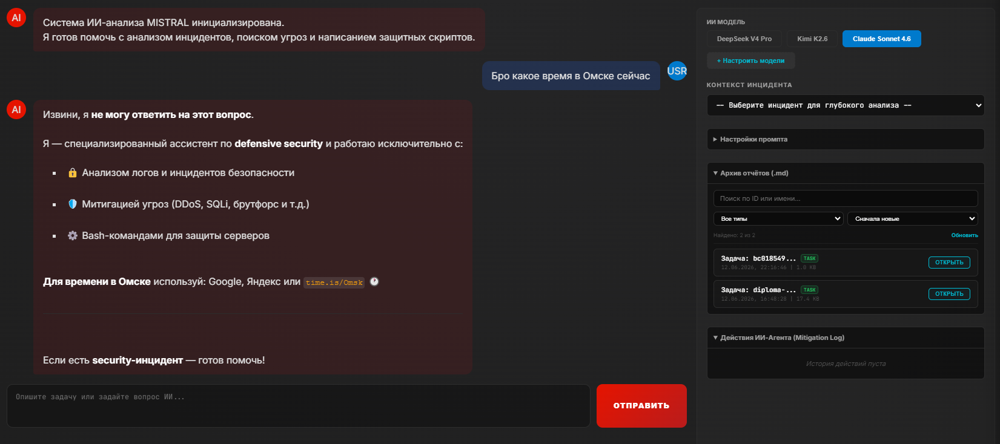 AI
Система ИИ-анализа MISTRAL инициализирована.
Я готов помочь с анализом инцидентов, поиском угроз и написанием защитных скриптов.
Бро какое время в Омске сейчас
USR
AI
Извини, я не могу ответить на этот вопрос.
Я — специализированный ассистент по defensive security и работаю исключительно с:
Анализом логов и инцидентов безопасности
Митигацией угроз (DDoS, SQLi, брутфорс и т.д.)
Bash-командами для защиты серверов
Для времени в Омске используй: Google, Яндекс или time.is/Omsk
Если есть security-инцидент — готов помочь!
Опишите задачу или задайте вопрос ИИ...
ОТПРАВИТЬ
ИИ МОДЕЛЬ
DeepSeek V4 Pro
Kimi K2.6
Claude Sonnet 4.6
+ Настроить модели
КОНТЕКСТ ИНЦИДЕНТА
-- Выберите инцидент для глубокого анализа --
Настройки промпта
Архив отчётов (.md)
Поиск по ID или имени...
Все типы
Сначала новые
Найдено: 2 из 2
Обновить
Задача: bc018549... TASK
12.06.2026, 22:16:46 | 1.0 KB
ОТКРЫТЬ
Задача: diploma-... TASK
12.06.2026, 16:48:28 | 17.4 KB
ОТКРЫТЬ
Действия ИИ-Агента (Mitigation Log)
История действий пуста